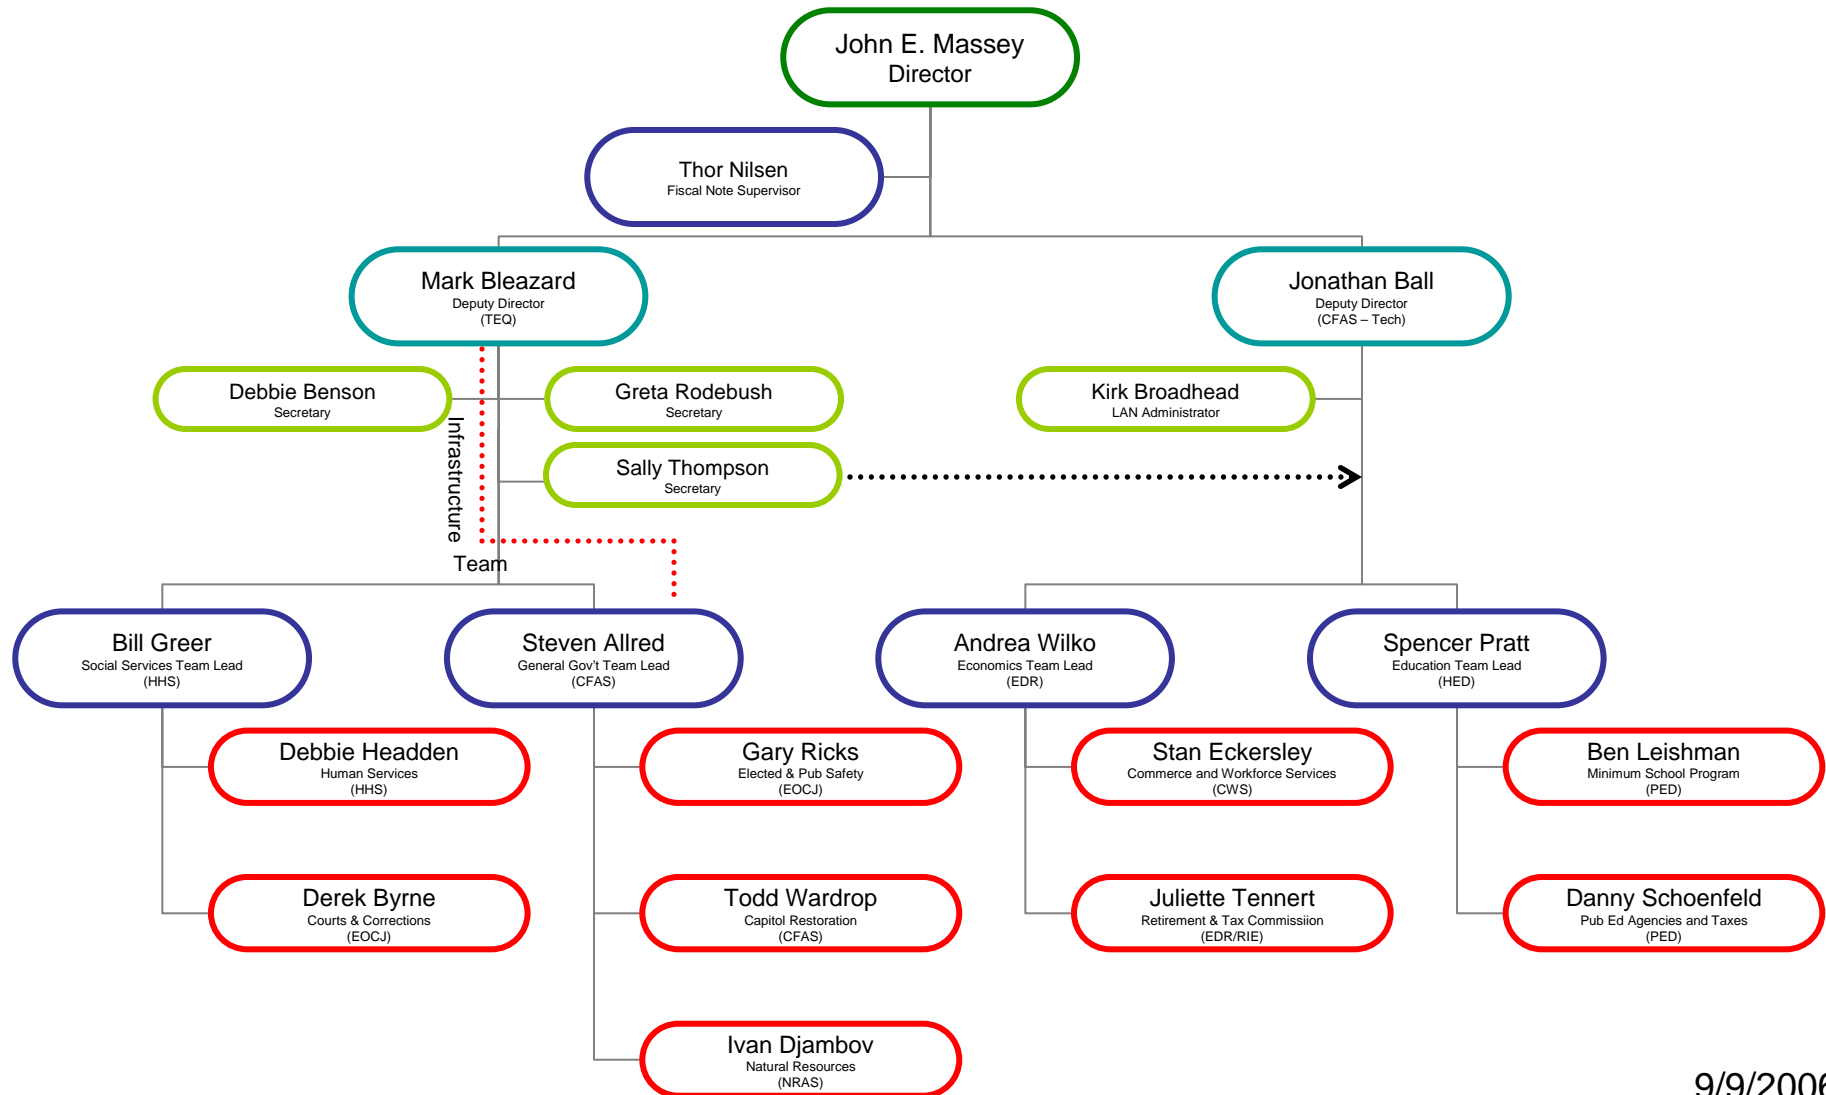 John E. Massey
Director
Thor Nilsen
Fiscal Note Supervisor
Mark Bleazard
Deputy Director
(TEQ)
Jonathan Ball
Deputy Director
(CFAS – Tech)
Debbie Benson
Secretary
Greta Rodebush
Secretary
Kirk Broadhead
LAN Administrator
Sally Thompson
Secretary
Infrastructure
Team
Bill Greer
Social Services Team Lead
(HHS)
Steven Allred
General Gov't Team Lead
(CFAS)
Andrea Wilko
Economics Team Lead
(EDR)
Spencer Pratt
Education Team Lead
(HED)
Debbie Headden
Human Services
(HHS)
Gary Ricks
Elected & Pub Safety
(EOCJ)
Stan Eckersley
Commerce and Workforce Services
(CWS)
Ben Leishman
Minimum School Program
(PED)
Derek Byrne
Courts & Corrections
(EOCJ)
Todd Wardrop
Capitol Restoration
(CFAS)
Juliette Tennert
Retirement & Tax Commissiion
(EDR/RIE)
Danny Schoenfeld
Pub Ed Agencies and Taxes
(PED)
Ivan Djambov
Natural Resources
(NRAS)
9/9/2006